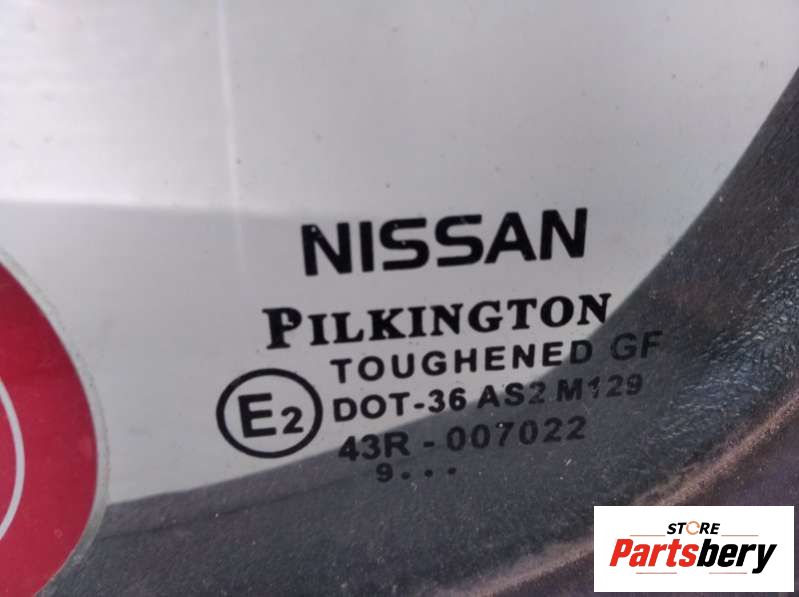 NISSAN
PILKINGTON
TOUGHENED GF
E2
DOT-36 AS2 M129
43R - 007022
9...
STORE
Partsbery